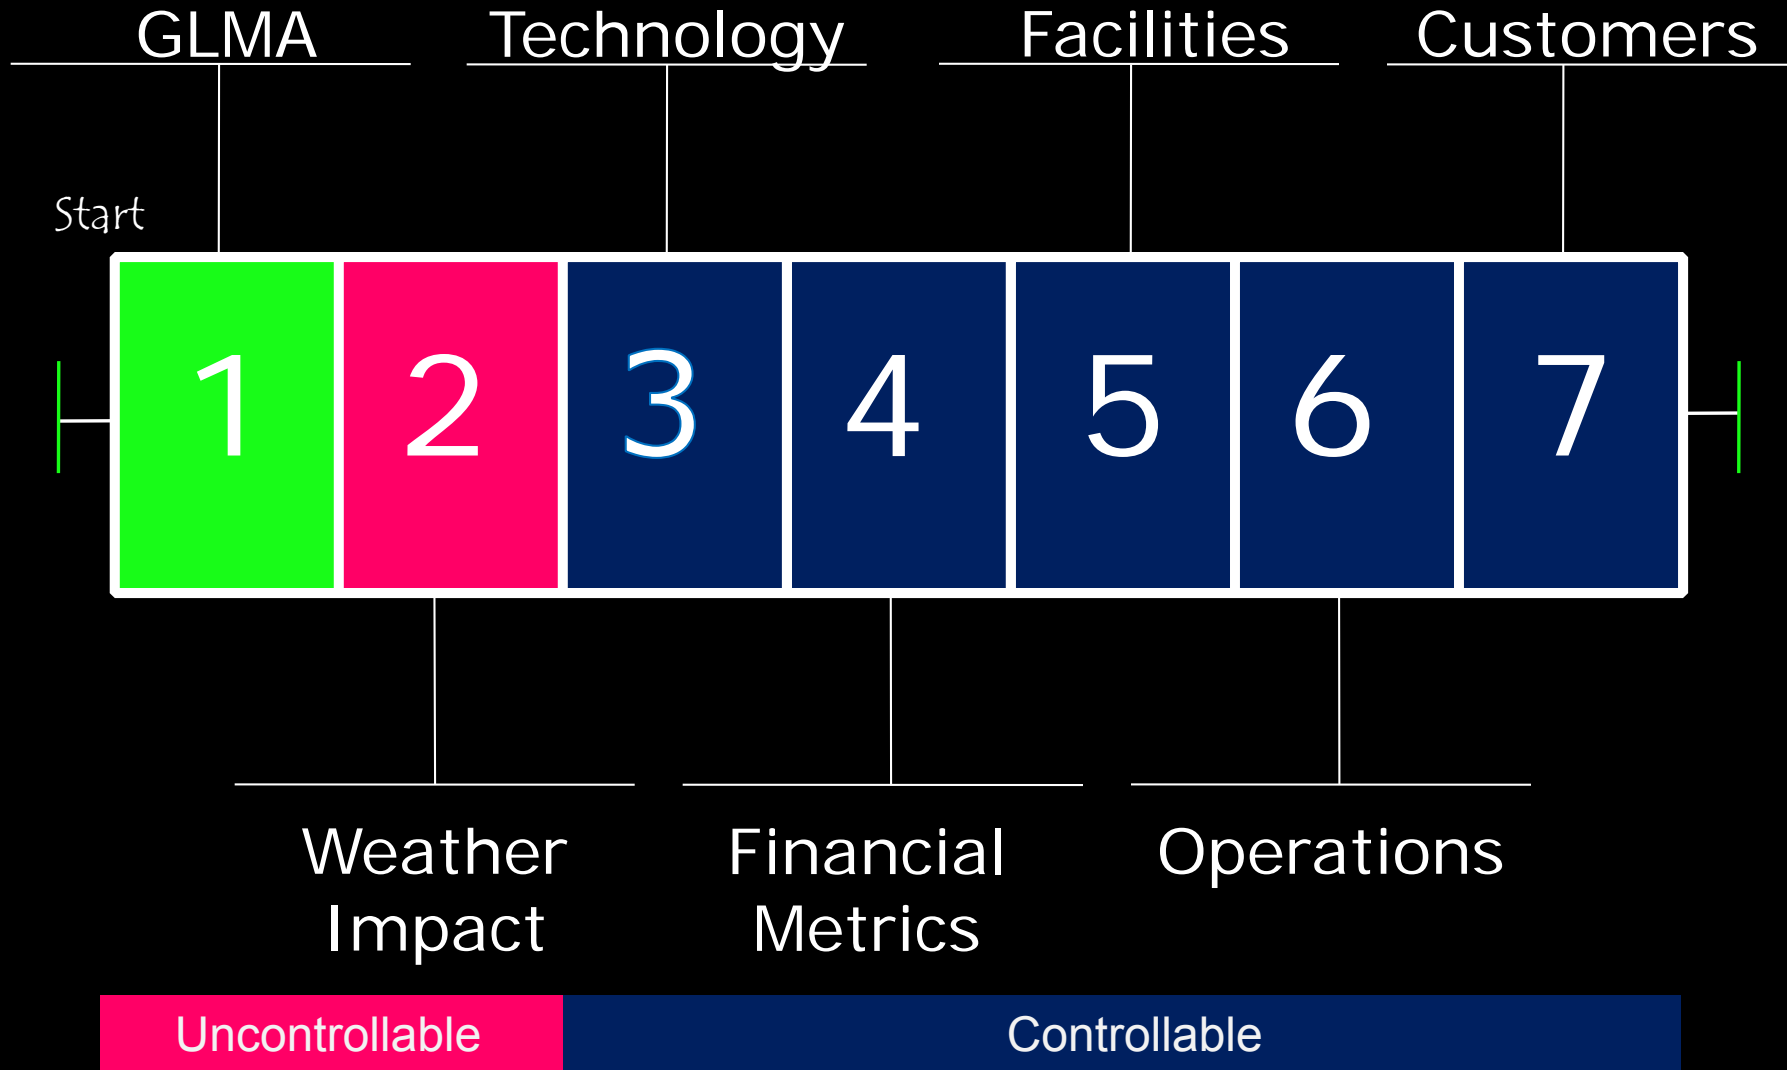 GLMA
Technology
Facilities
Customers
Start
1
2
3
4
5
6
7
Weather
Impact
Financial
Metrics
Operations
Uncontrollable
Controllable